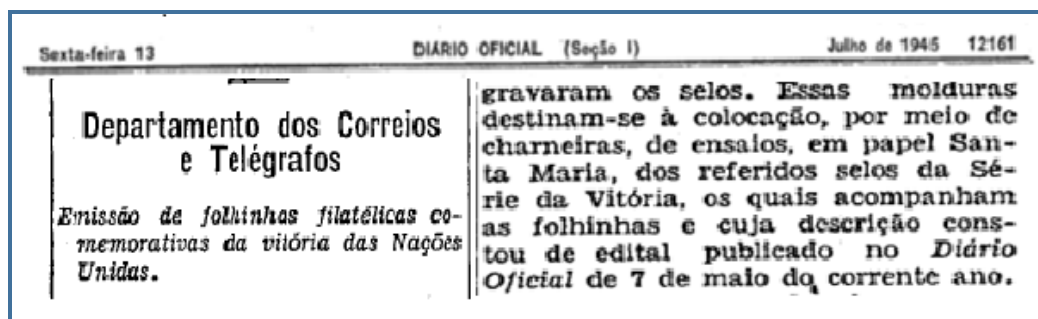 Sexta-feira 13 DIÁRIO OFICIAL (Seção I) Julho de 1945 12161
Departamento dos Correios
e Telégrafos
Emissão de folhinhas filatélicas co-
memorativas da vitória das Nações
Unidas.
gravaram os selos. Essas molduras
destinam-se à colocação, por meio de
charneiras, de ensaios, em papel San-
ta Maria, dos referidos selos da Sé-
rie da Vitória, os quais acompanham
as folhinhas e cuja descrição cons-
tou de edital publicado no Diário
Oficial de 7 de maio do corrente ano.